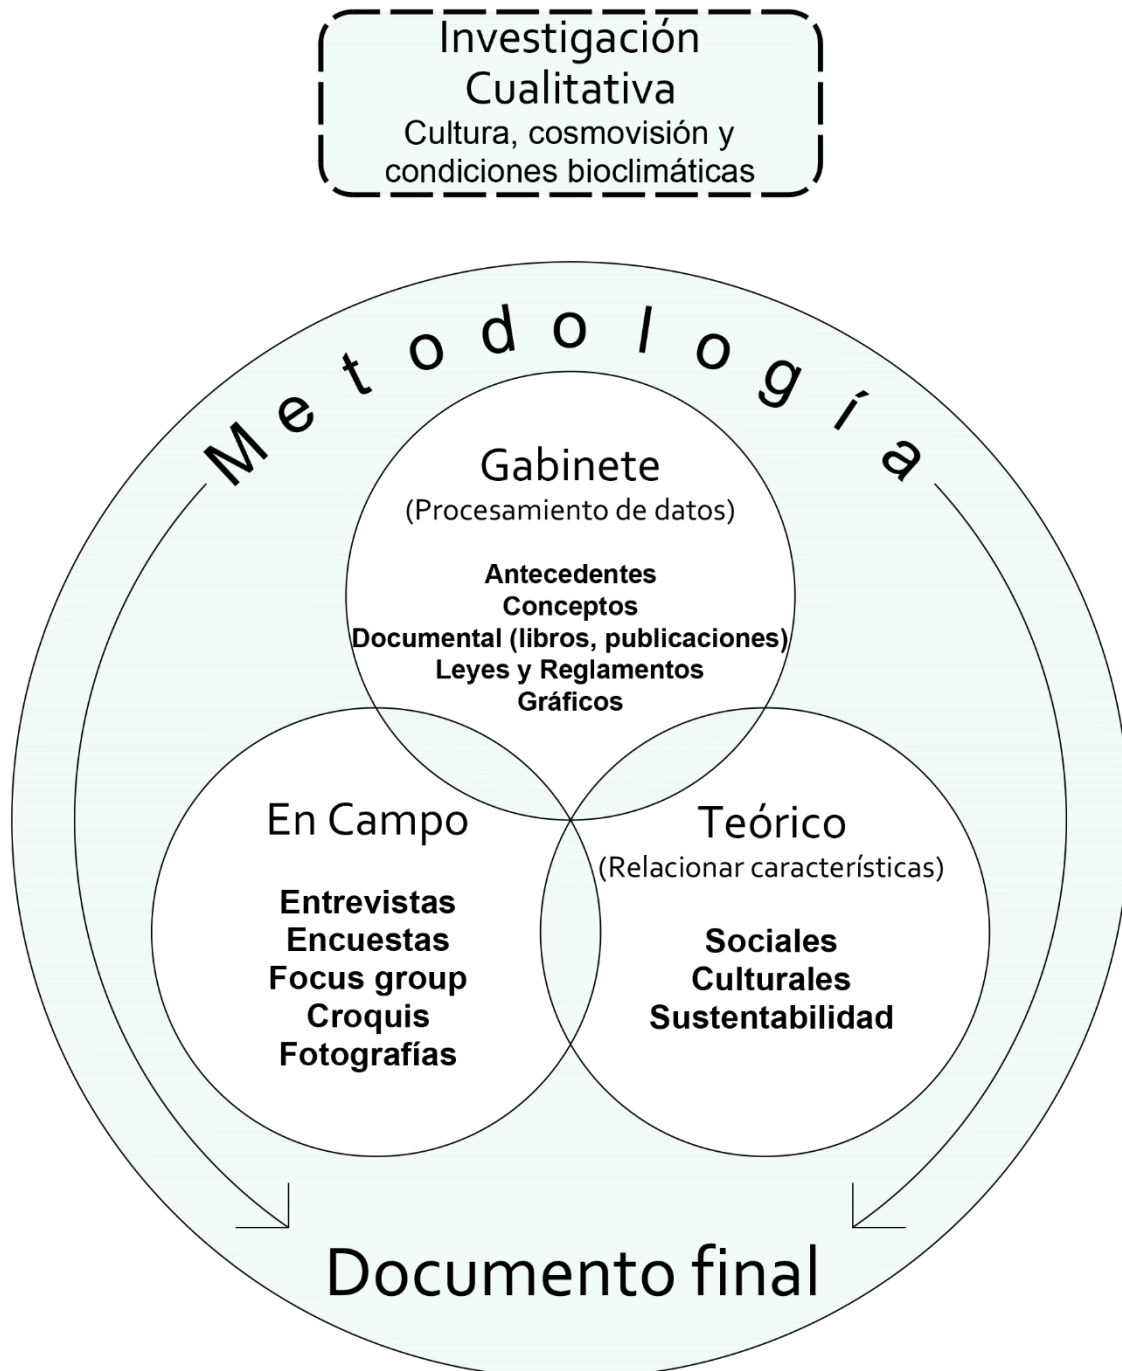 Investigación
Cualitativa
Cultura, cosmovisión y
condiciones bioclimáticas
Metodología
Gabinete
(Procesamiento de datos)
Antecedentes
Conceptos
Documental (libros, publicaciones)
Leyes y Reglamentos
Gráficos
En Campo
Entrevistas
Encuestas
Focus group
Croquis
Fotografías
Teórico
(Relacionar características)
Sociales
Culturales
Sustentabilidad
Documento final